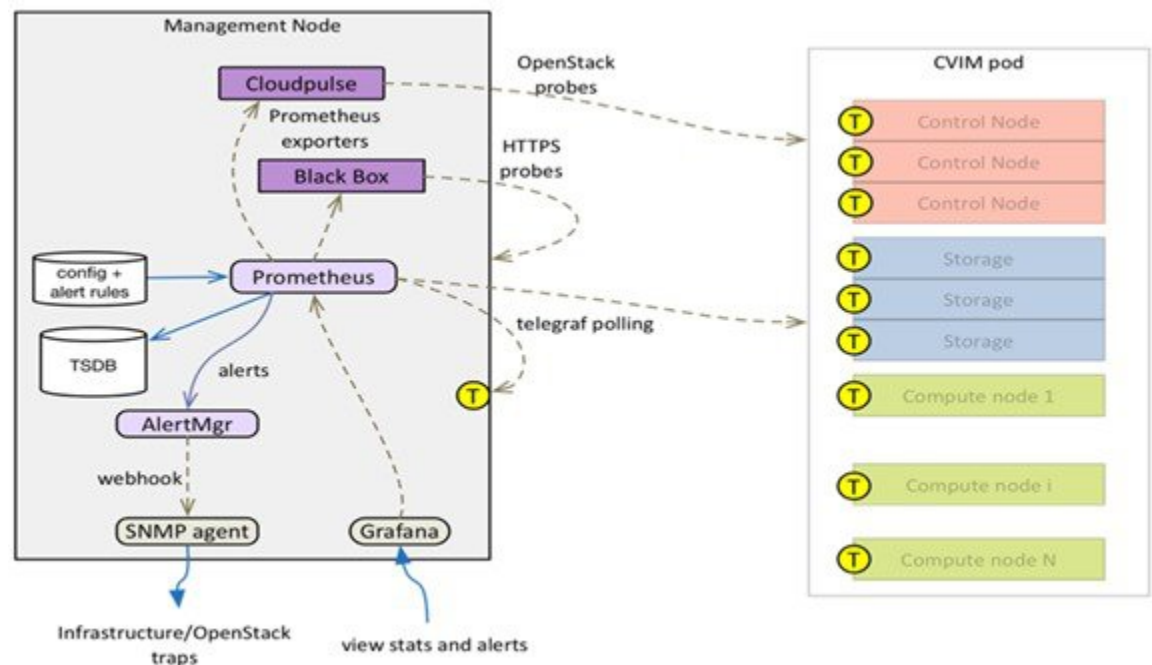 Management Node
Cloudpulse
Prometheus
exporters
Black Box
OpenStack
probes
HTTPS
probes
config +
alert rules
Prometheus
TSDB
alerts
telegraf polling
T
AlertMgr
webhook
SNMP agent
Grafana
Infrastructure/OpenStack
traps
view stats and alerts
CVIM pod
T Control Node
T Control Node
T Control Node
T Storage
T Storage
T Storage
T Compute node 1
T Compute node i
T Compute node N